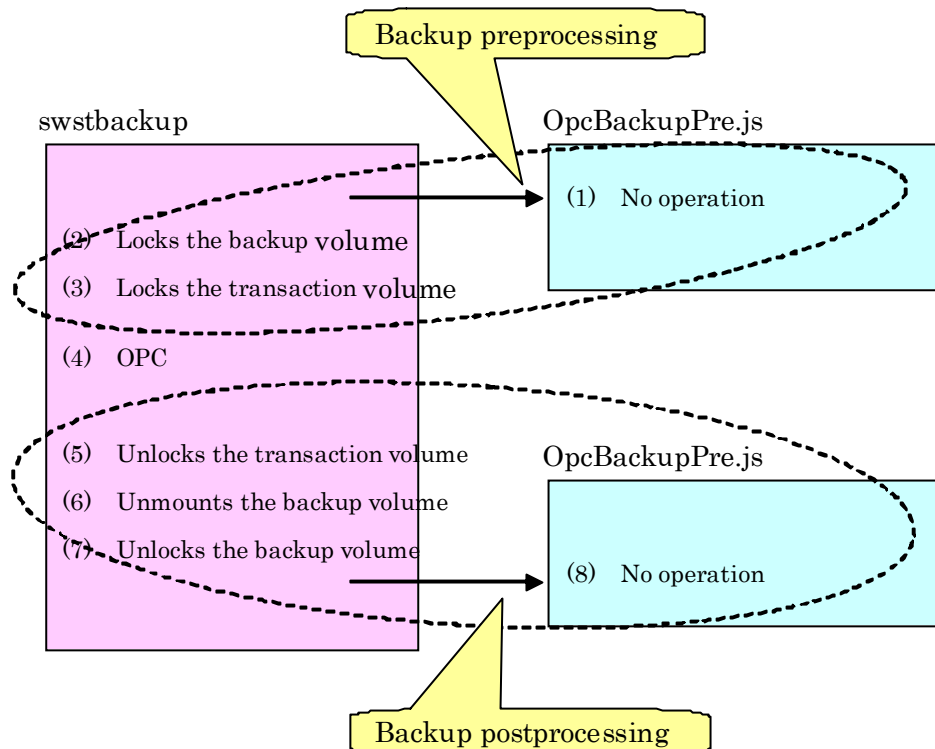 Backup preprocessing
swstbackup
OpcBackupPre.js
(1) No operation
(2) Locks the backup volume
(3) Locks the transaction volume
(4) OPC
(5) Unlocks the transaction volume
OpcBackupPre.js
(6) Unmounts the backup volume
(7) Unlocks the backup volume
(8) No operation
Backup postprocessing